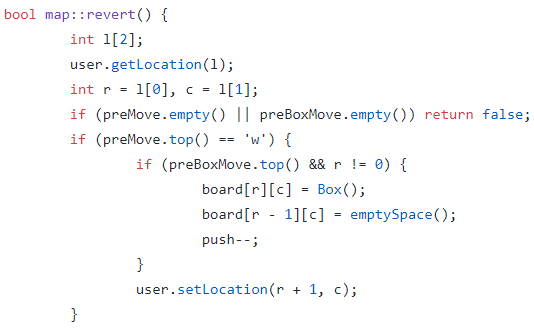 bool map::revert() {
        int l[2];
        user.getLocation(l);
        int r = l[0], c = l[1];
        if (preMove.empty() || preBoxMove.empty()) return false;
        if (preMove.top() == 'w') {
                if (preBoxMove.top() && r != 0) {
                        board[r][c] = Box();
                        board[r - 1][c] = emptySpace();
                        push--;
                }
                user.setLocation(r + 1, c);
        }